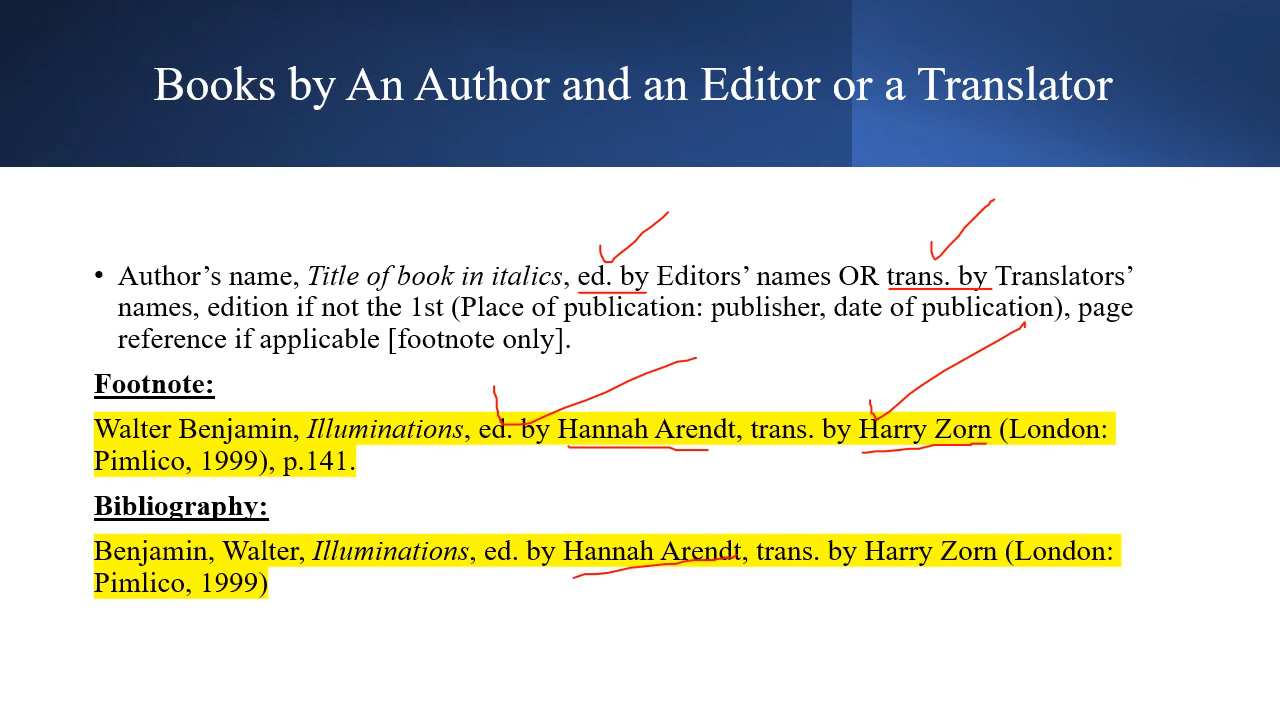 Books by An Author and an Editor or a Translator
• Author’s name, Title of book in italics, ed. by Editors’ names OR trans. by Translators’
names, edition if not the 1st (Place of publication: publisher, date of publication), page
reference if applicable [footnote only].
Footnote:
Walter Benjamin, Illuminations, ed. by Hannah Arendt, trans. by Harry Zorn (London:
Pimlico, 1999), p.141.
Bibliography:
Benjamin, Walter, Illuminations, ed. by Hannah Arendt, trans. by Harry Zorn (London:
Pimlico, 1999)